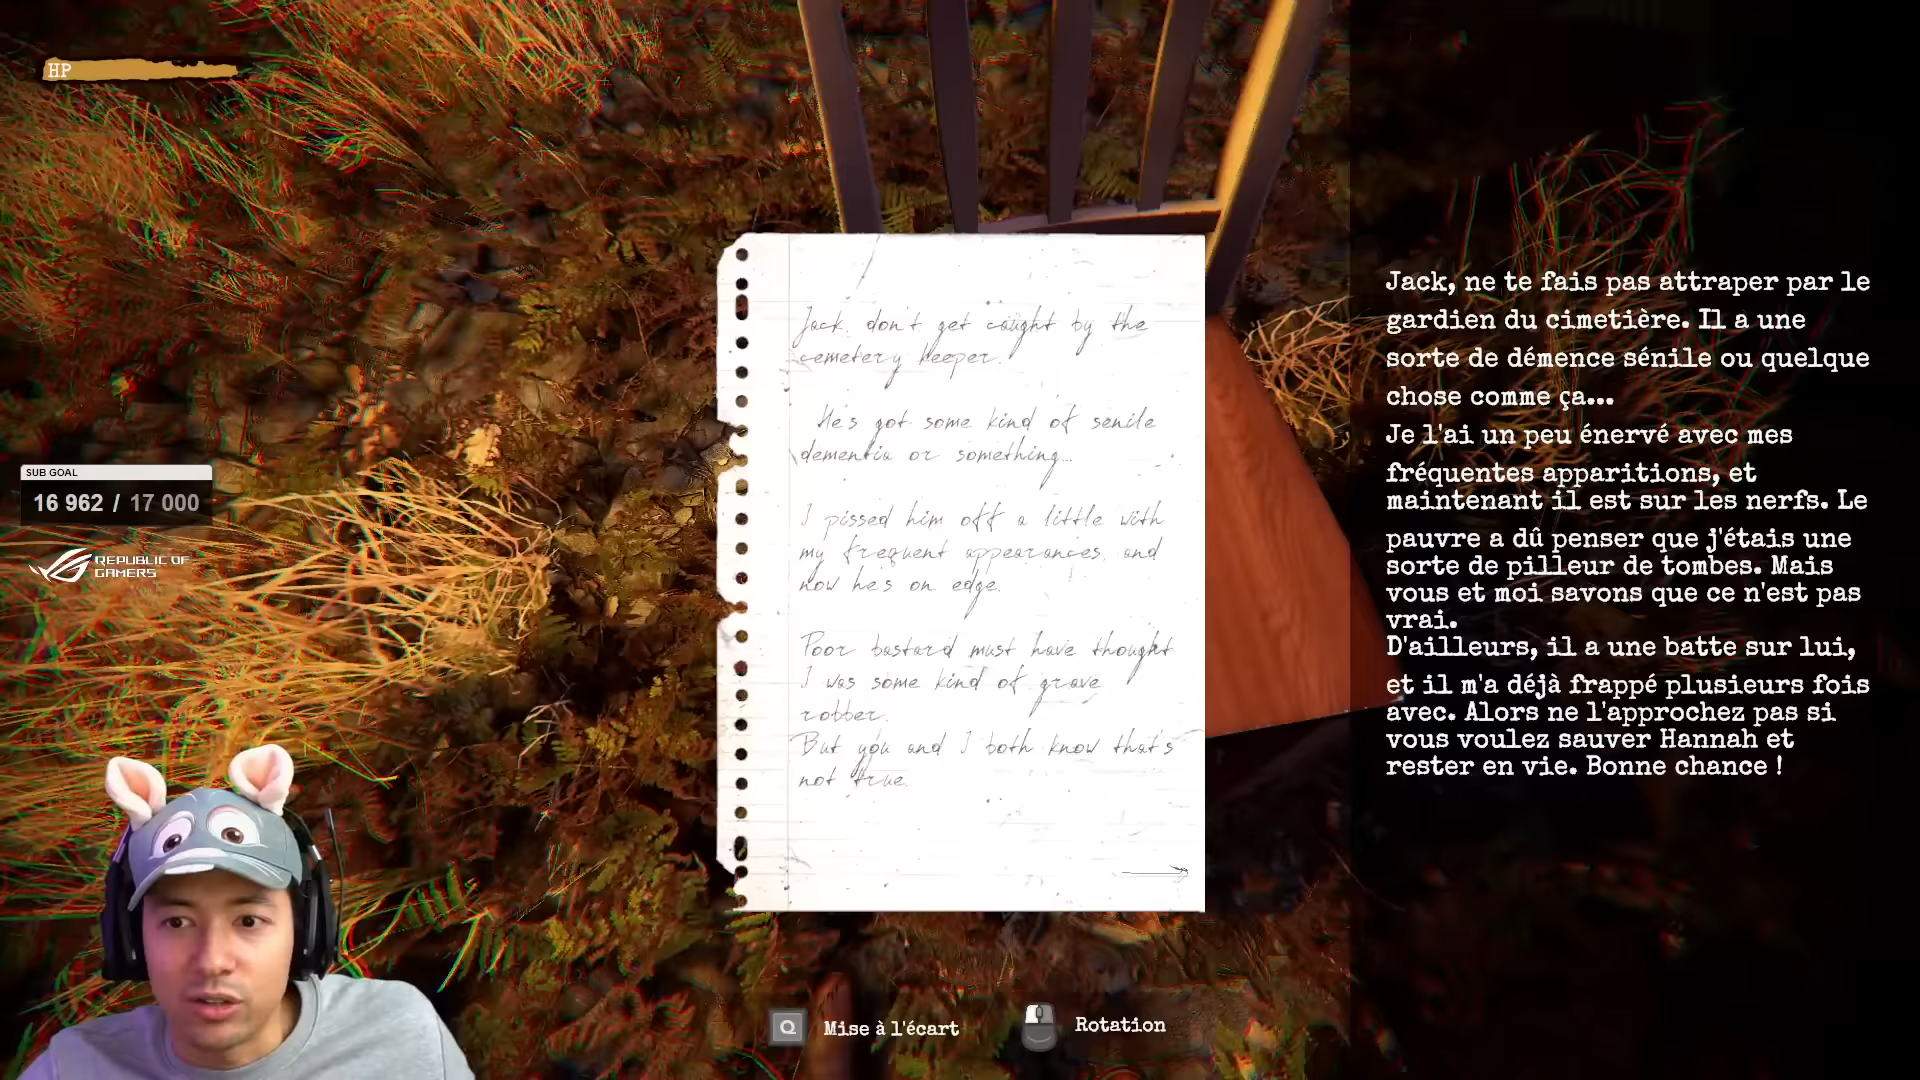 HP
SUB GOAL
16 962 / 17 000
REPUBLIC OF
GAMERS
Jack, don't get caught by the
cemetery keeper.
He's got some kind of senile
dementia or something...
I pissed him off a little with
my frequent appearances, and
now he's on edge.
Poor bastard must have thought
I was some kind of grave
robber.
But you and I both know that's
not true.
Jack, ne te fais pas attraper par le
gardien du cimetière. Il a une
sorte de démence sénile ou quelque
chose comme ça...
Je l'ai un peu énervé avec mes
fréquentes apparitions, et
maintenant il est sur les nerfs. Le
pauvre a dû penser que j'étais une
sorte de pilleur de tombes. Mais
vous et moi savons que ce n'est pas
vrai.
D'ailleurs, il a une batte sur lui,
et il m'a déjà frappé plusieurs fois
avec. Alors ne l'approchez pas si
vous voulez sauver Hannah et
rester en vie. Bonne chance !
Q Mise à l'écart
Rotation